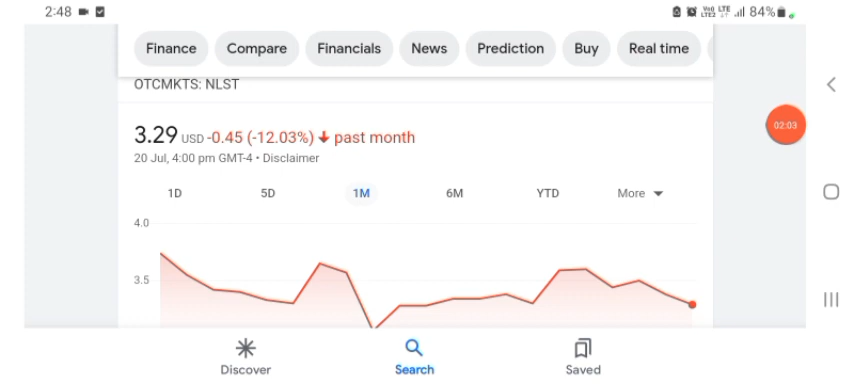 2:48 84%
Finance Compare Financials News Prediction Buy Real time
OTCMKTS: NLST
02:03
3.29 USD -0.45 (-12.03%) past month
20 Jul, 4:00 pm GMT-4 • Disclaimer
1D 5D 1M 6M YTD More
4.0
3.5
Discover Search Saved